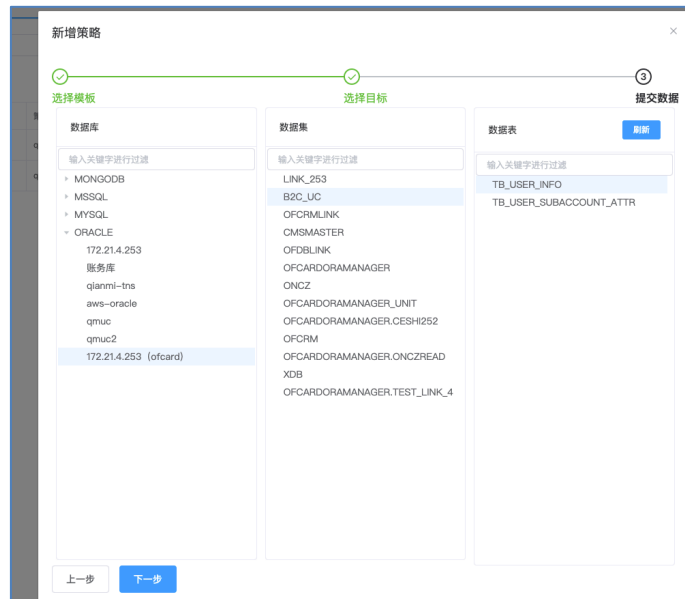 新增策略
×
3
选择模板
选择目标
提交数据
数据库
输入关键字进行过滤
MONGODB
MSSQL
MYSQL
ORACLE
172.21.4.253
账务库
qianmi-tns
aws-oracle
qmuc
qmuc2
172.21.4.253（ofcard）
数据集
输入关键字进行过滤
LINK_253
B2C_UC
OFCRMLINK
CMSMASTER
OFDBLINK
OFCARDORAMANAGER
ONCZ
OFCARDORAMANAGER_UNIT
OFCARDORAMANAGER.CESHI252
OFCRM
OFCARDORAMANAGER.ONCZREAD
XDB
OFCARDORAMANAGER.TEST_LINK_4
数据表
刷新
输入关键字进行过滤
TB_USER_INFO
TB_USER_SUBACCOUNT_ATTR
上一步
下一步